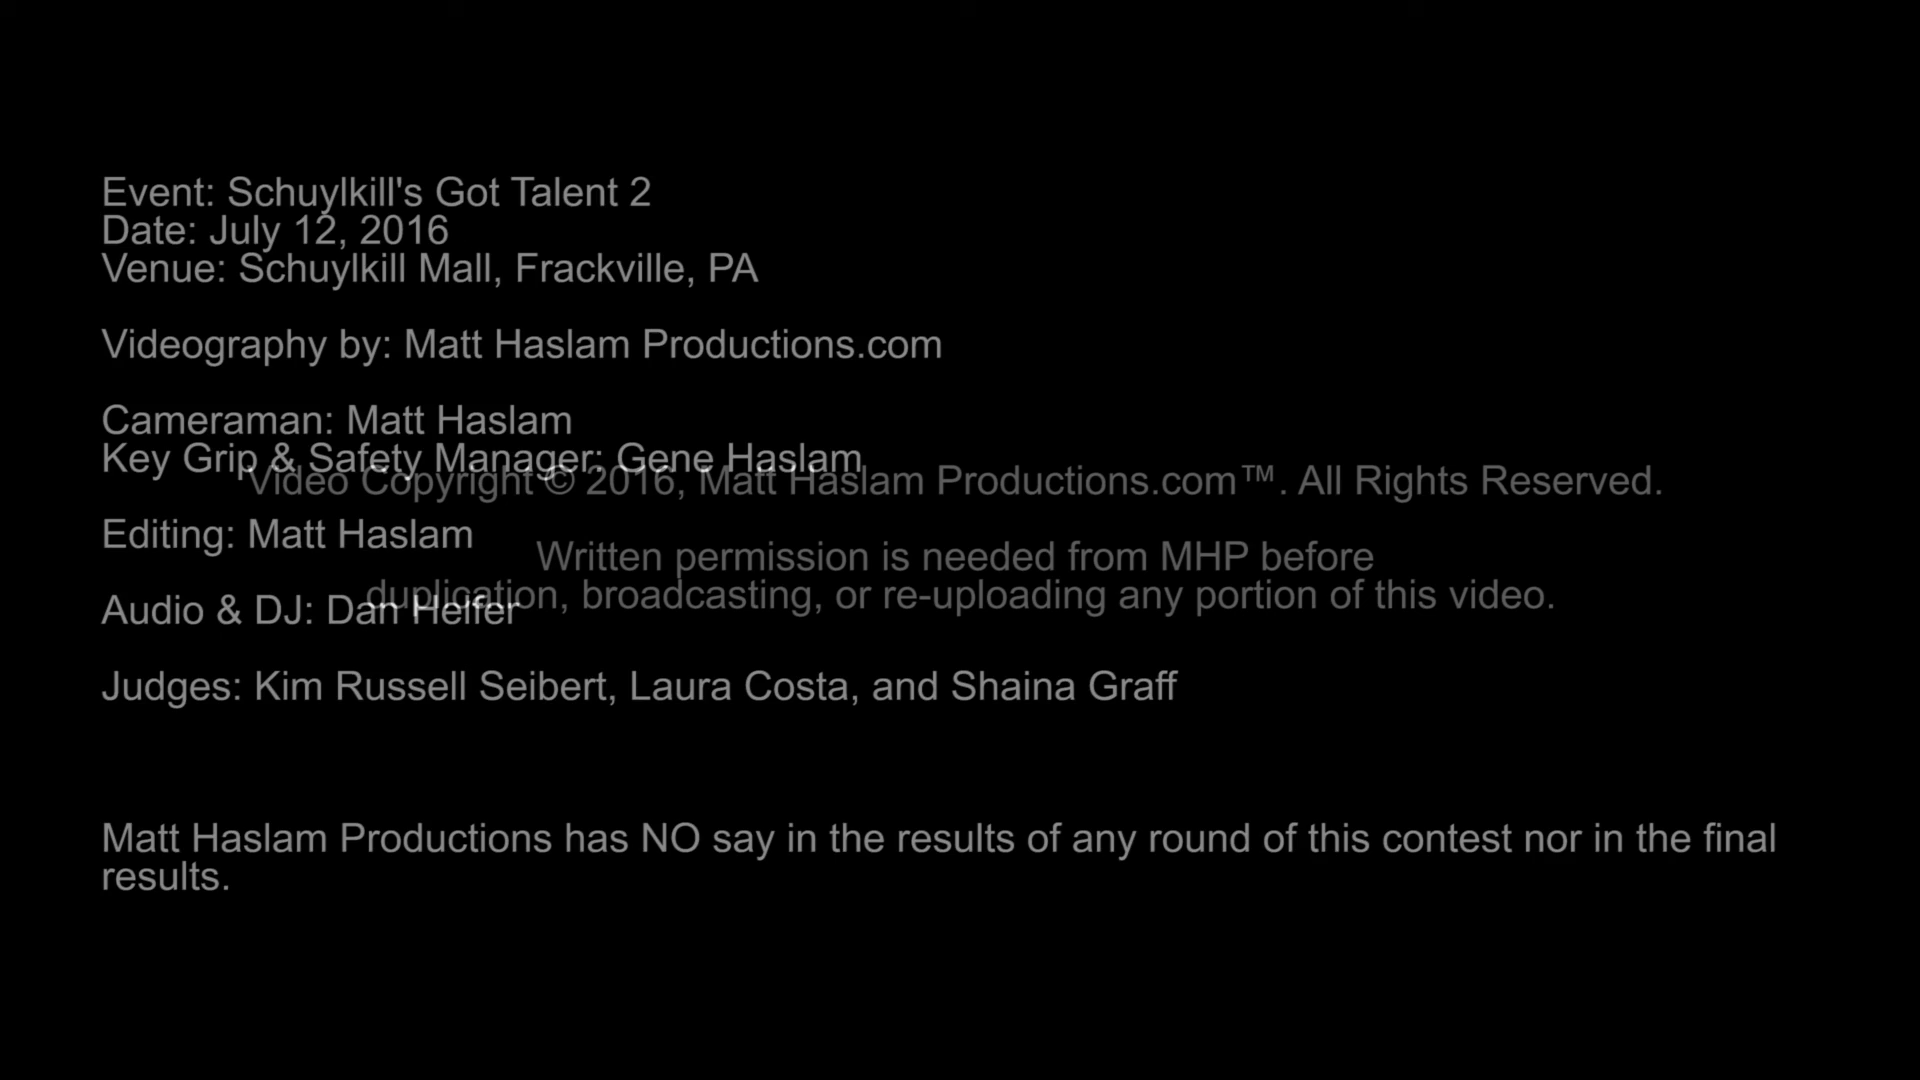 Event: Schuylkill's Got Talent 2
Date: July 12, 2016
Venue: Schuylkill Mall, Frackville, PA
Videography by: Matt Haslam Productions.com
Cameraman: Matt Haslam
Key Grip & Safety Manager: Gene Haslam
Video Copyright © 2016, Matt Haslam Productions.com™. All Rights Reserved.
Editing: Matt Haslam
Written permission is needed from MHP before
duplication, broadcasting, or re-uploading any portion of this video.
Audio & DJ: Dan Heffer
Judges: Kim Russell Seibert, Laura Costa, and Shaina Graff
Matt Haslam Productions has NO say in the results of any round of this contest nor in the final
results.